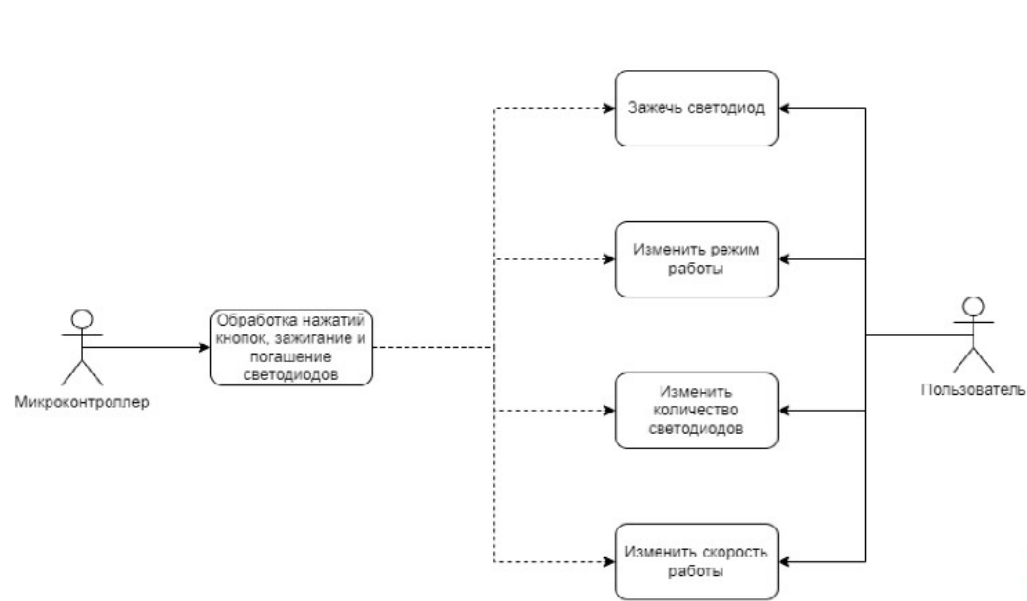 Зажечь светодиод
Изменить режим
работы
Обработка нажатий
кнопок, зажигание и
погашение
светодиодов
Микроконтроллер
Пользователь
Изменить
количество
светодиодов
Изменить скорость
работы